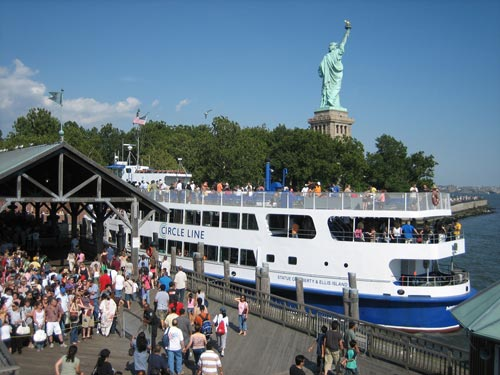 CIRCLE LINE
STATUE OF LIBERTY & ELLIS ISLAND